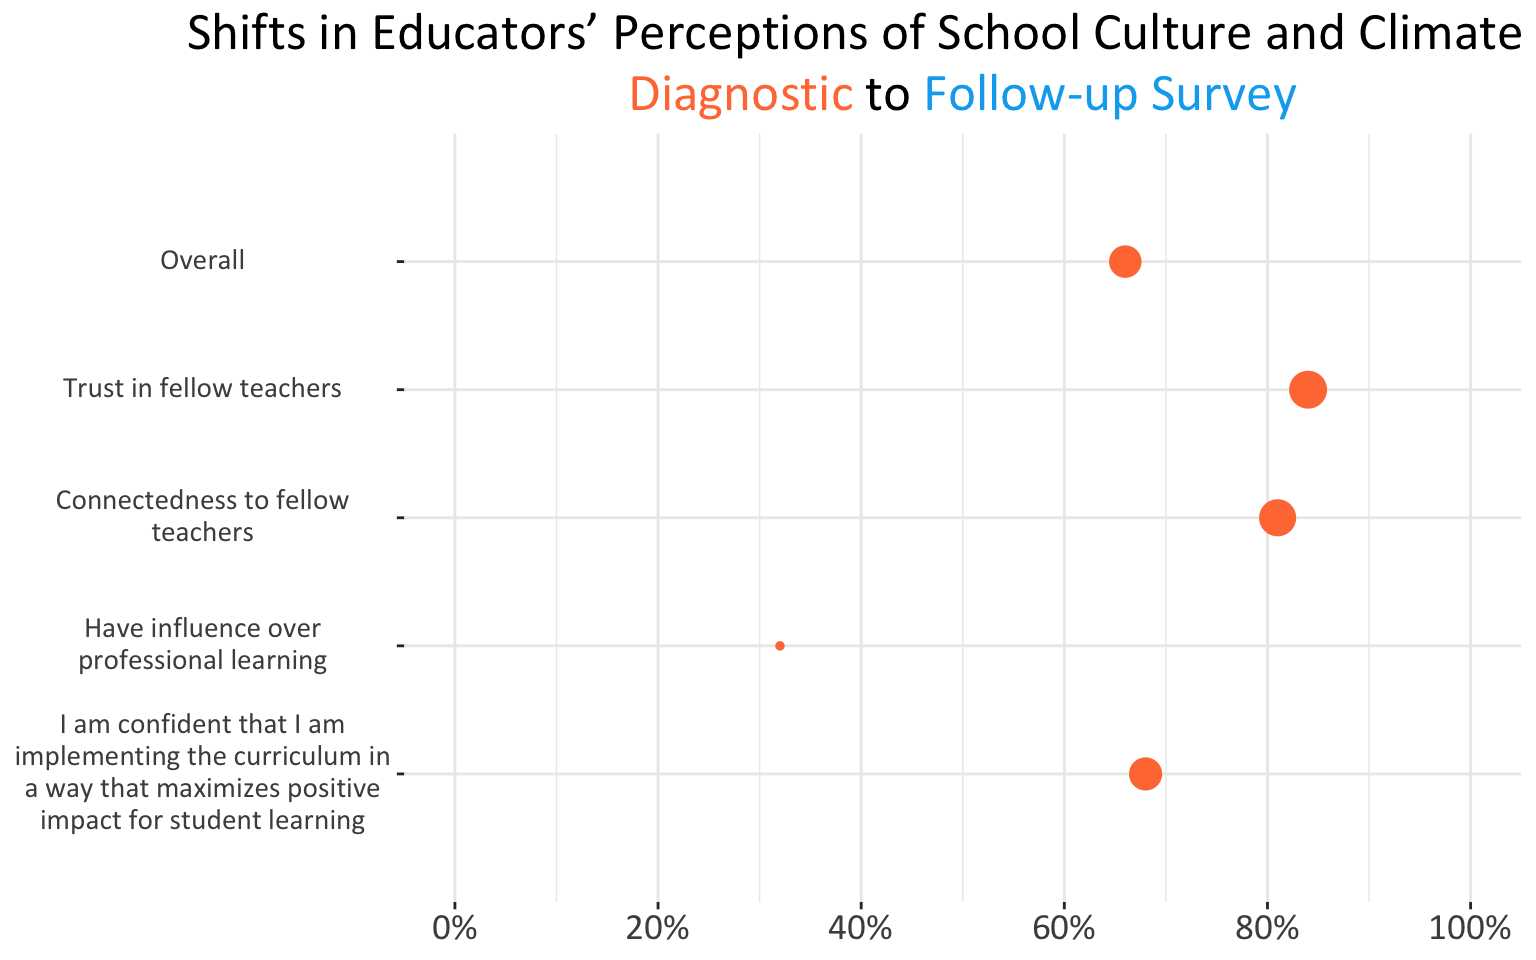 Shifts in Educators’ Perceptions of School Culture and Climate
Diagnostic to Follow-up Survey
Overall
Trust in fellow teachers
Connectedness to fellow
teachers
Have influence over
professional learning
I am confident that I am
implementing the curriculum in
a way that maximizes positive
impact for student learning
0% 20% 40% 60% 80% 100%